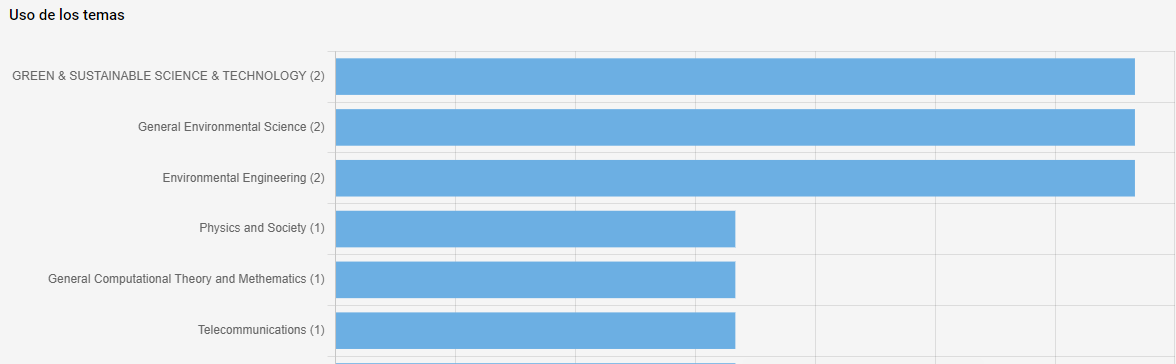 Uso de los temas
GREEN & SUSTAINABLE SCIENCE & TECHNOLOGY (2)
General Environmental Science (2)
Environmental Engineering (2)
Physics and Society (1)
General Computational Theory and Methematics (1)
Telecommunications (1)